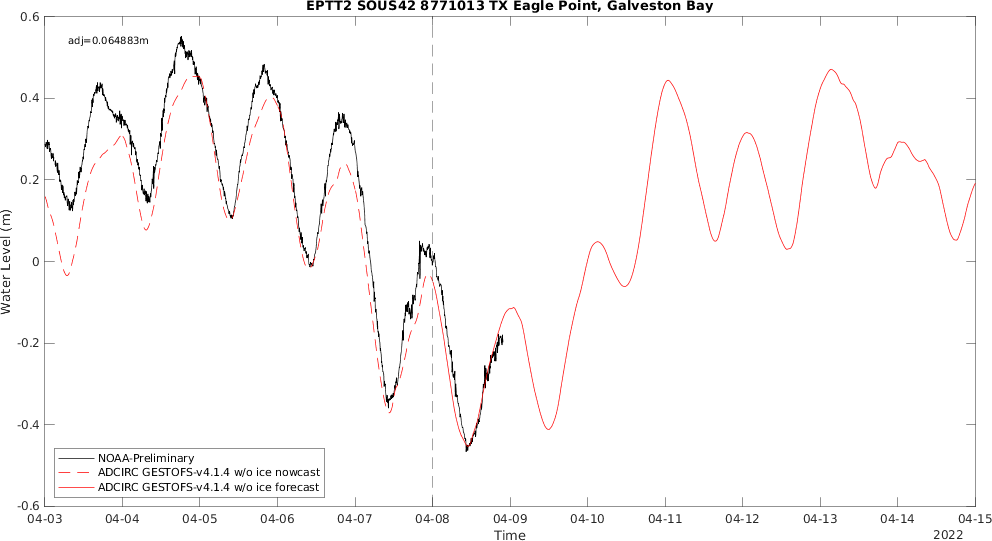 EPTT2 SOUS42 8771013 TX Eagle Point, Galveston Bay
adj=0.064883m
0.6
0.4
0.2
0
-0.2
-0.4
-0.6
Water Level (m)
NOAA-Preliminary
ADCIRC GESTOFS-v4.1.4 w/o ice nowcast
ADCIRC GESTOFS-v4.1.4 w/o ice forecast
04-03 04-04 04-05 04-06 04-07 04-08 04-09 04-10 04-11 04-12 04-13 04-14 04-15
Time
2022